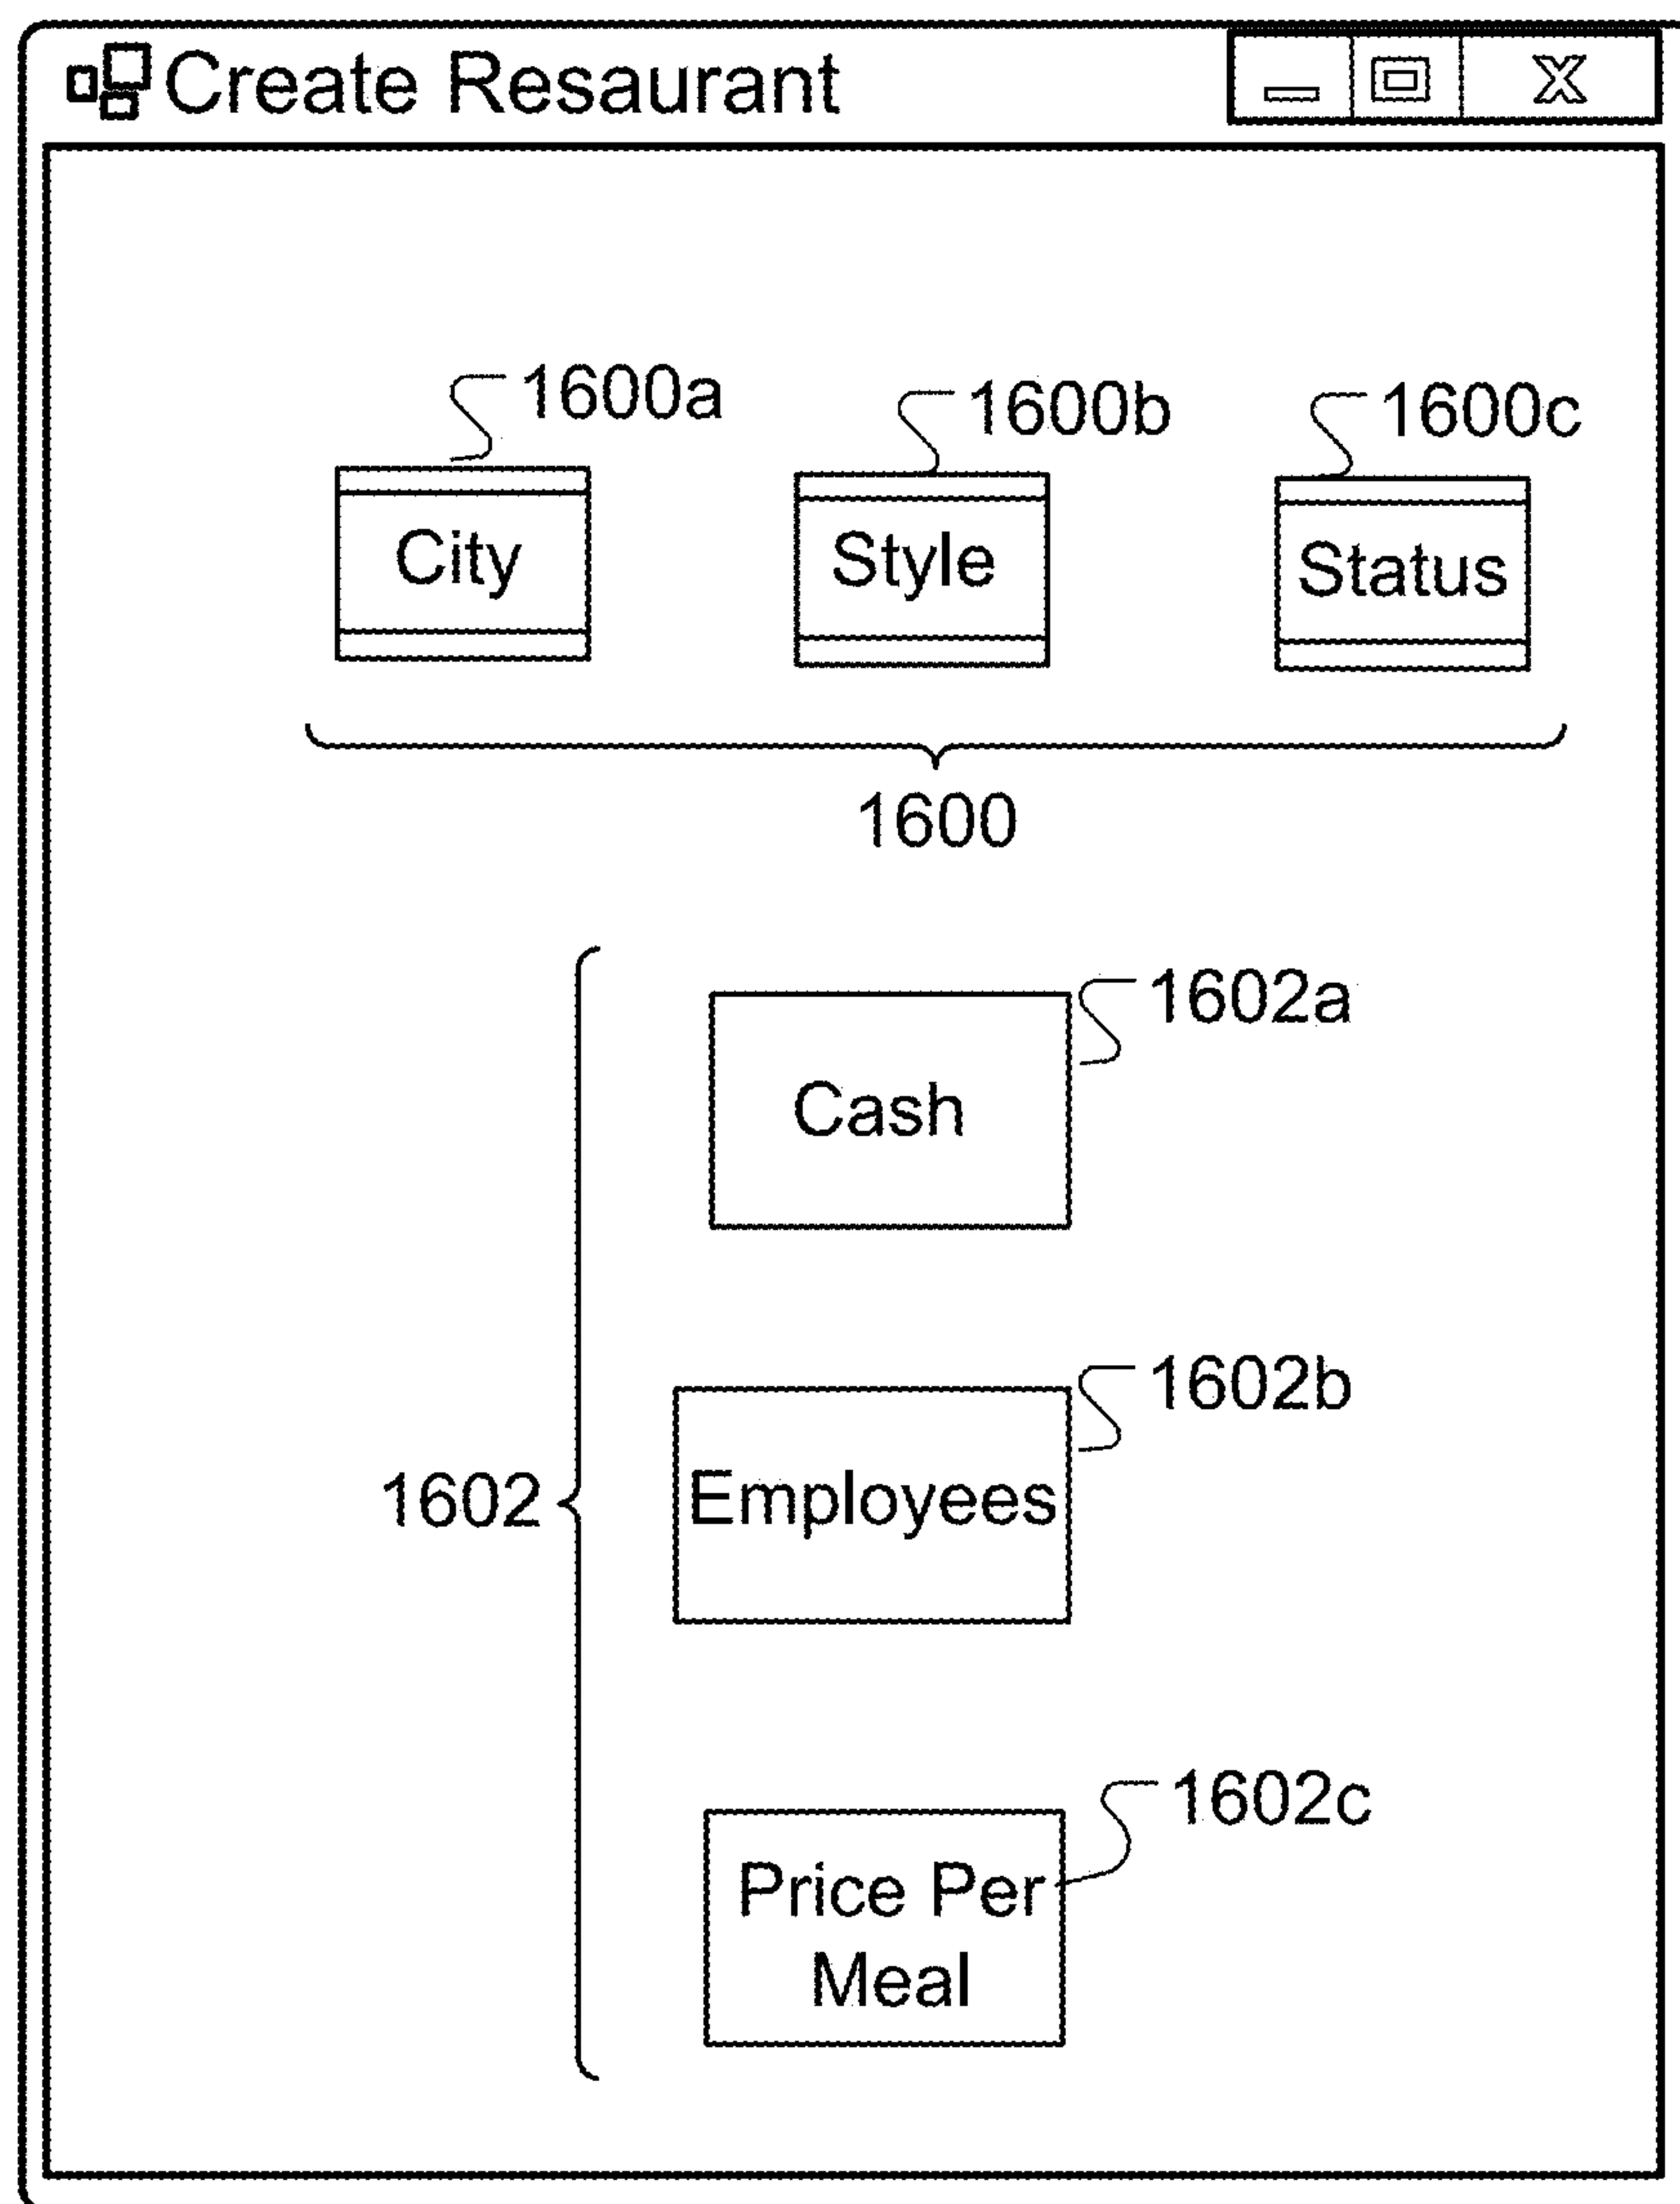 Create Resaurant X
1600a 1600b 1600c
City Style Status
1600
1602a
Cash
1602b
1602 Employees
1602c
Price Per
Meal